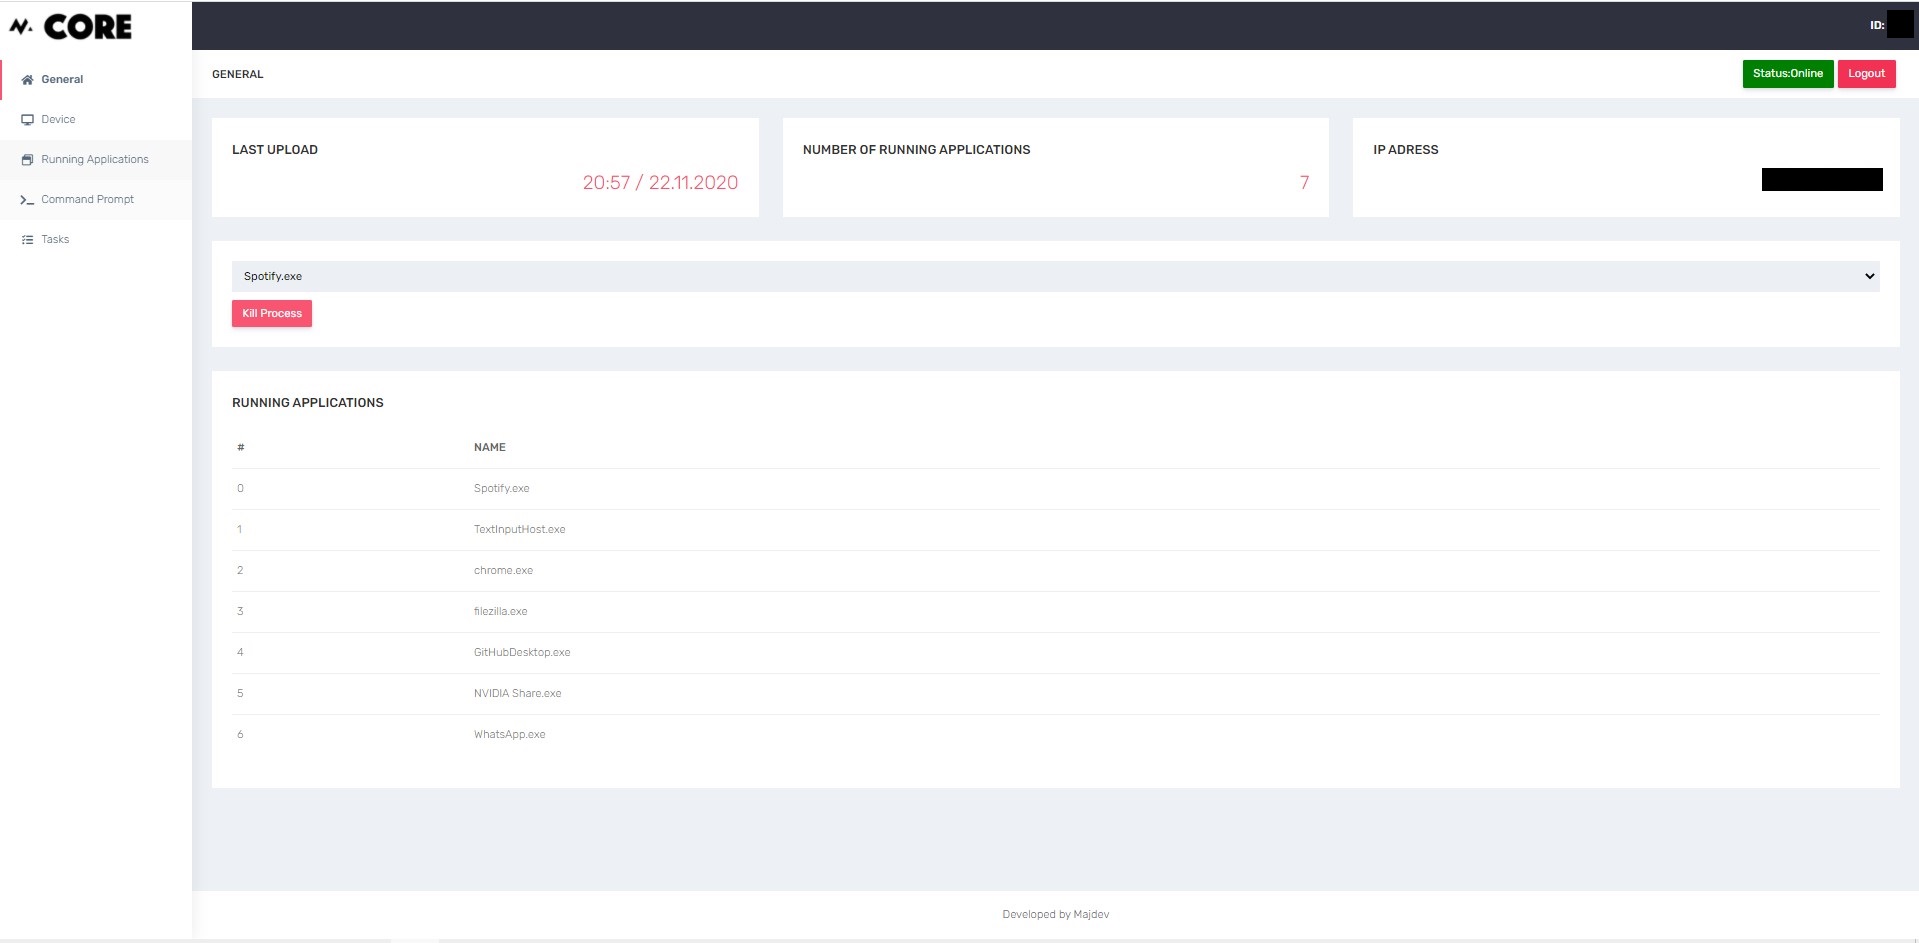 CORE
ID:
General
Device
Running Applications
Command Prompt
Tasks
GENERAL
Status:Online
Logout
LAST UPLOAD
20:57 / 22.11.2020
NUMBER OF RUNNING APPLICATIONS
7
IP ADRESS
Spotify.exe
Kill Process
RUNNING APPLICATIONS
# NAME
0 Spotify.exe
1 TextInputHost.exe
2 chrome.exe
3 filezilla.exe
4 GitHubDesktop.exe
5 NVIDIA Share.exe
6 WhatsApp.exe
Developed by Majdev